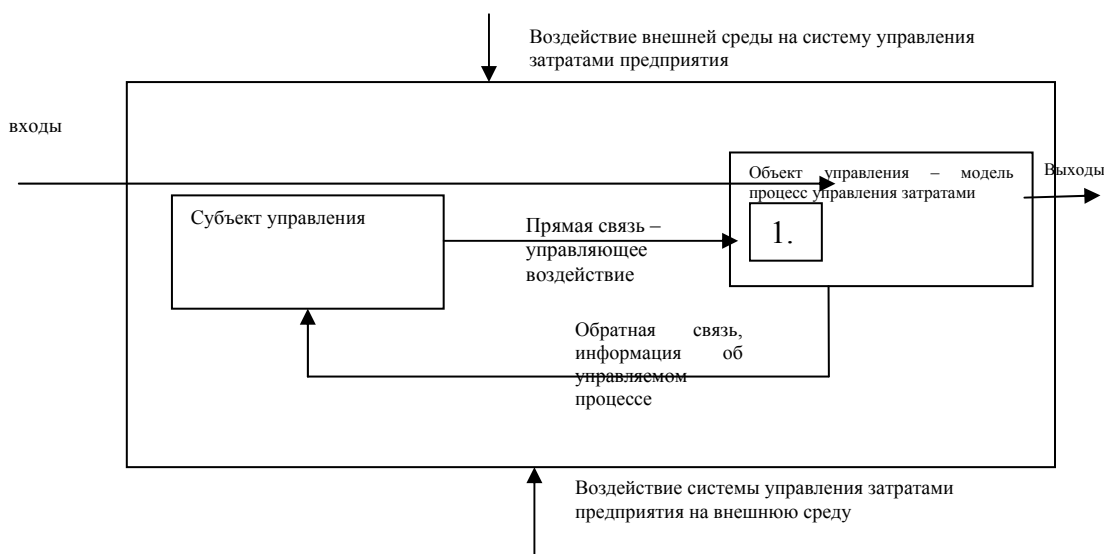 Воздействие внешней среды на систему управления
затратами предприятия
входы
Объект управления – модель
процесс управления затратами
Выходы
Субъект управления
Прямая связь –
управляющее
воздействие
1.
Обратная связь,
информация об
управляемом
процессе
Воздействие системы управления затратами
предприятия на внешнюю среду